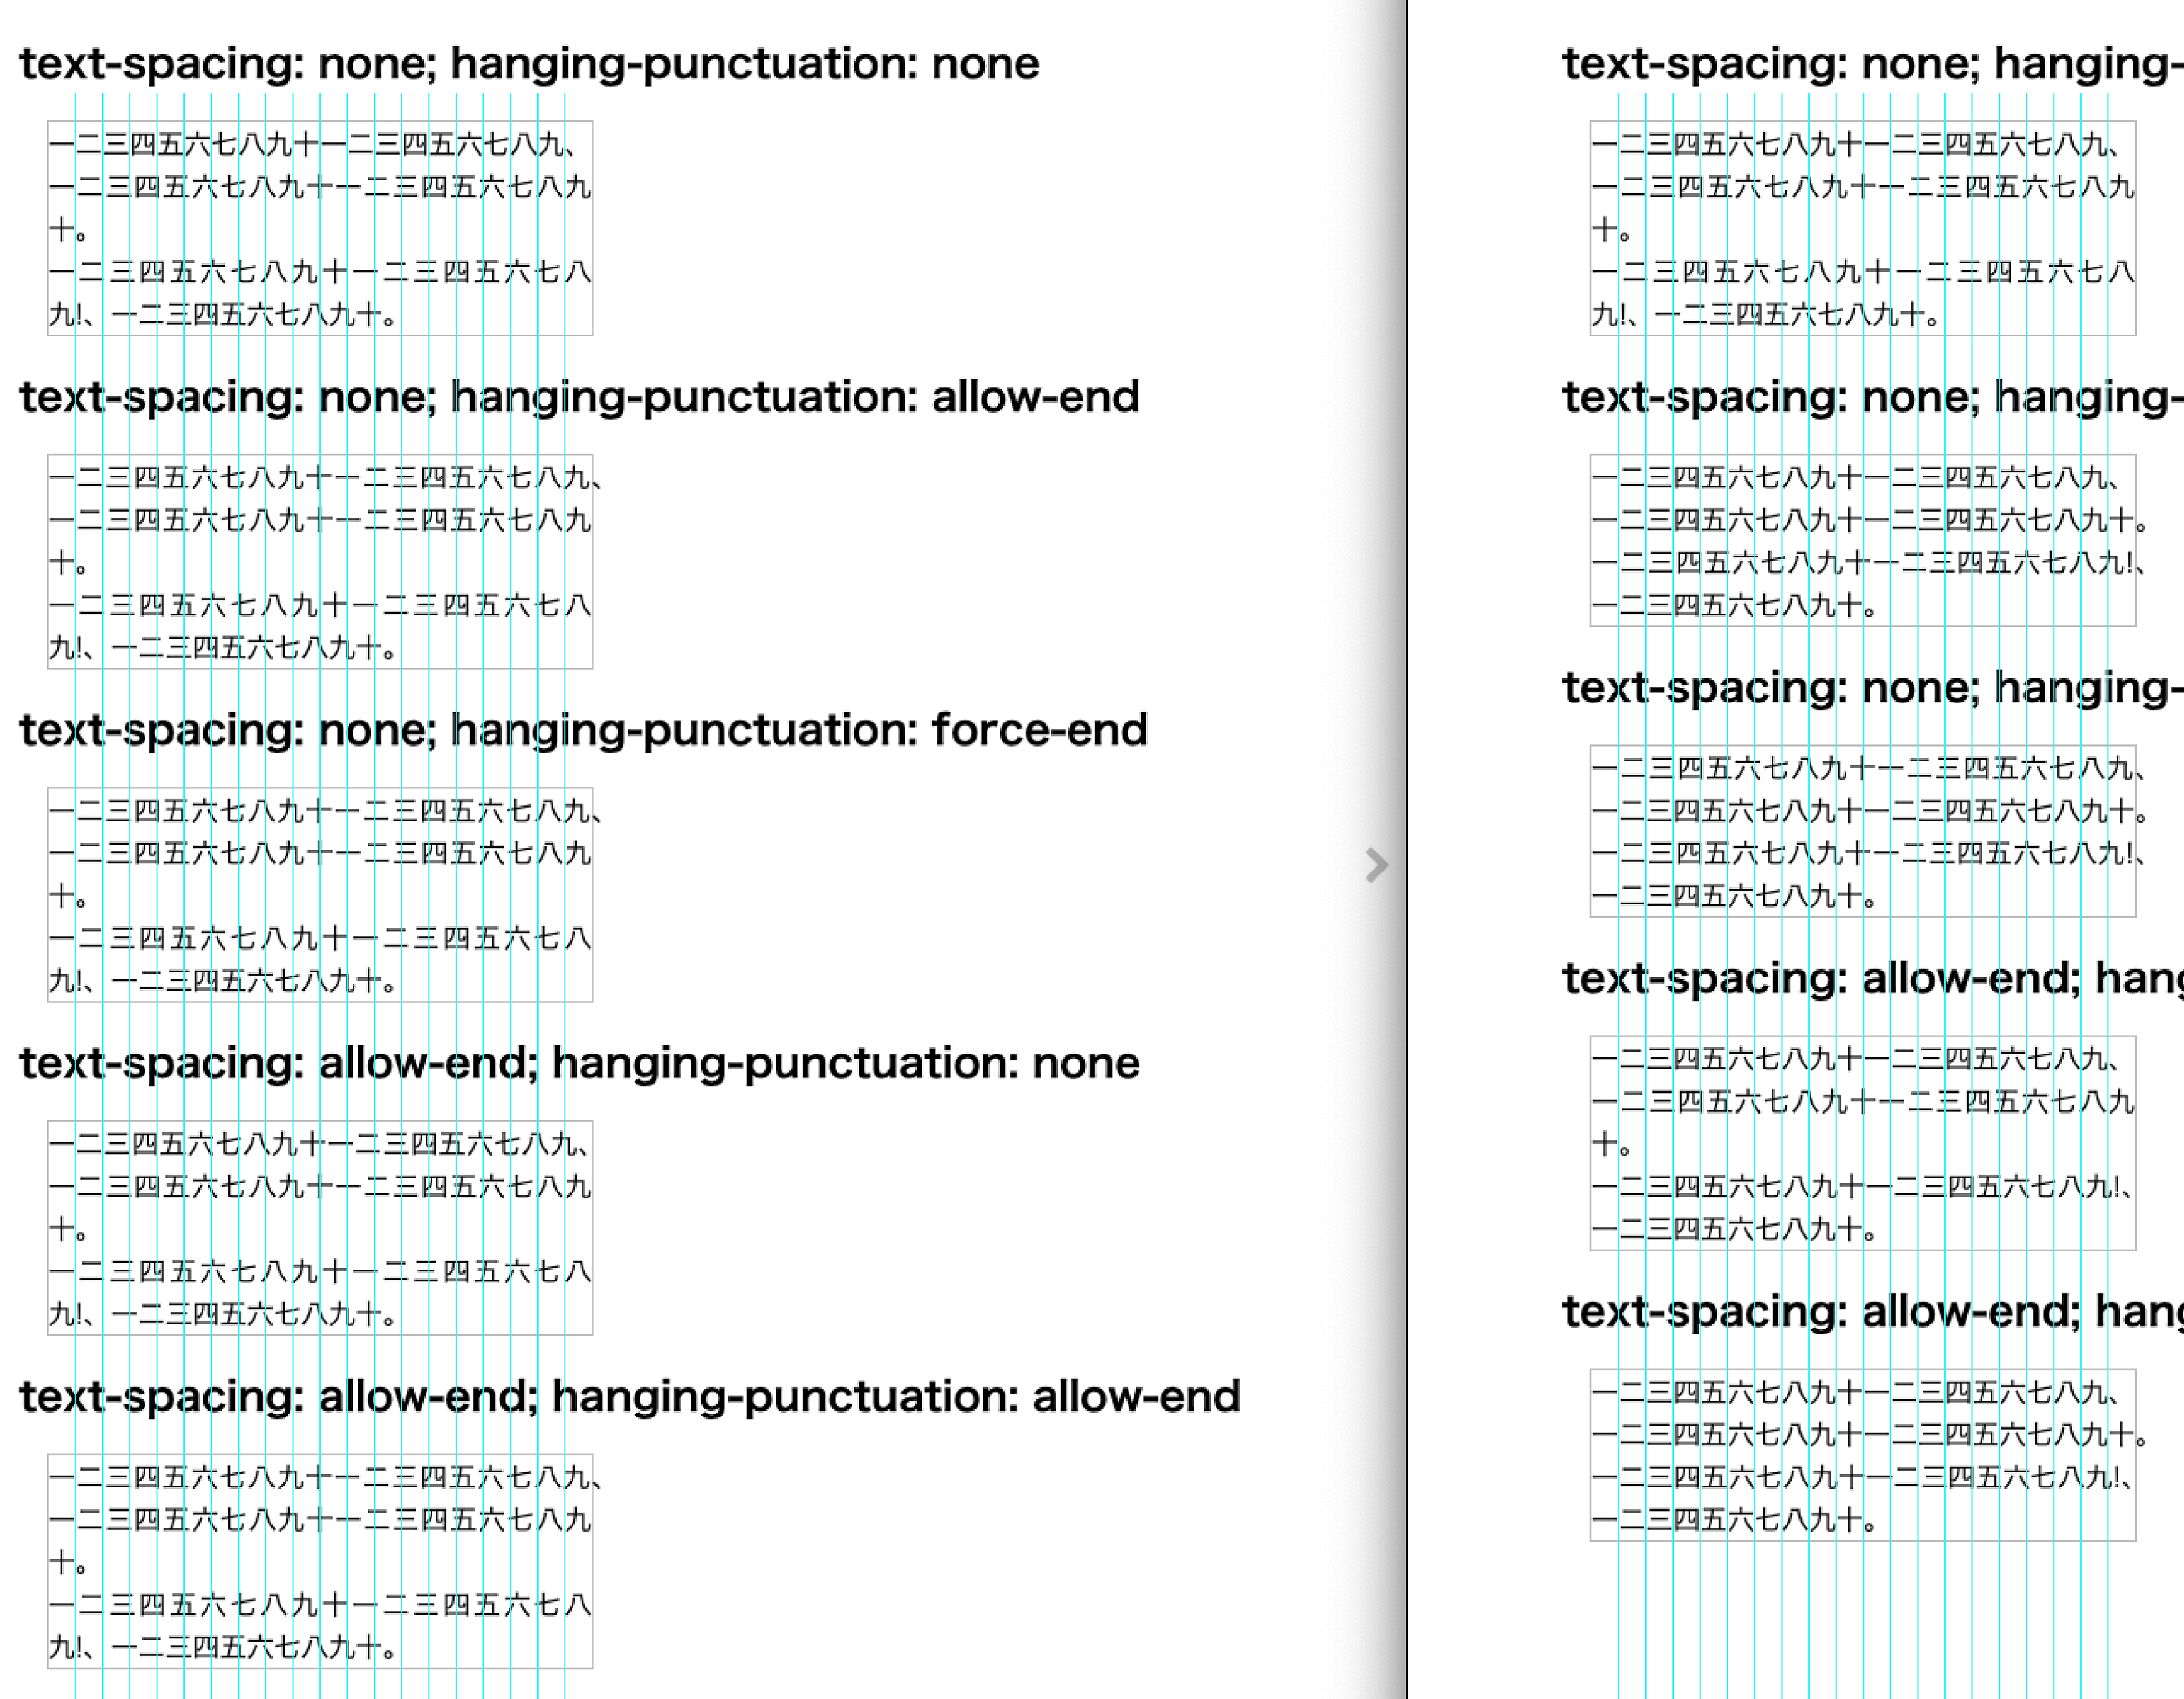 text-spacing: none; hanging-punctuation: none
一二三四五六七八九十一二三四五六七八九、
一二三四五六七八九十一二三四五六七八九
十。
一二三四五六七八九十一二三四五六七八
九!、一二三四五六七八九十。
text-spacing: none; hanging-punctuation: allow-end
一二三四五六七八九十一二三四五六七八九、
一二三四五六七八九十一二三四五六七八九
十。
一二三四五六七八九十一二三四五六七八
九!、一二三四五六七八九十。
text-spacing: none; hanging-punctuation: force-end
一二三四五六七八九十一二三四五六七八九、
一二三四五六七八九十一二三四五六七八九
十。
一二三四五六七八九十一二三四五六七八
九!、一二三四五六七八九十。
text-spacing: allow-end; hanging-punctuation: none
一二三四五六七八九十一二三四五六七八九、
一二三四五六七八九十一二三四五六七八九
十。
一二三四五六七八九十一二三四五六七八
九!、一二三四五六七八九十。
text-spacing: allow-end; hanging-punctuation: allow-end
一二三四五六七八九十一二三四五六七八九、
一二三四五六七八九十一二三四五六七八九
十。
一二三四五六七八九十一二三四五六七八
九!、一二三四五六七八九十。
text-spacing: none; hanging-
一二三四五六七八九十一二三四五六七八九、
一二三四五六七八九十一二三四五六七八九
十。
一二三四五六七八九十一二三四五六七八
九!、一二三四五六七八九十。
text-spacing: none; hanging-
一二三四五六七八九十一二三四五六七八九、
一二三四五六七八九十一二三四五六七八九十。
一二三四五六七八九十一二三四五六七八九!、
一二三四五六七八九十。
text-spacing: none; hanging-
一二三四五六七八九十一二三四五六七八九、
一二三四五六七八九十一二三四五六七八九十。
一二三四五六七八九十一二三四五六七八九!、
一二三四五六七八九十。
text-spacing: allow-end; hang
一二三四五六七八九十一二三四五六七八九、
一二三四五六七八九十一二三四五六七八九
十。
一二三四五六七八九十一二三四五六七八九!、
一二三四五六七八九十。
text-spacing: allow-end; hang
一二三四五六七八九十一二三四五六七八九、
一二三四五六七八九十一二三四五六七八九十。
一二三四五六七八九十一二三四五六七八九!、
一二三四五六七八九十。